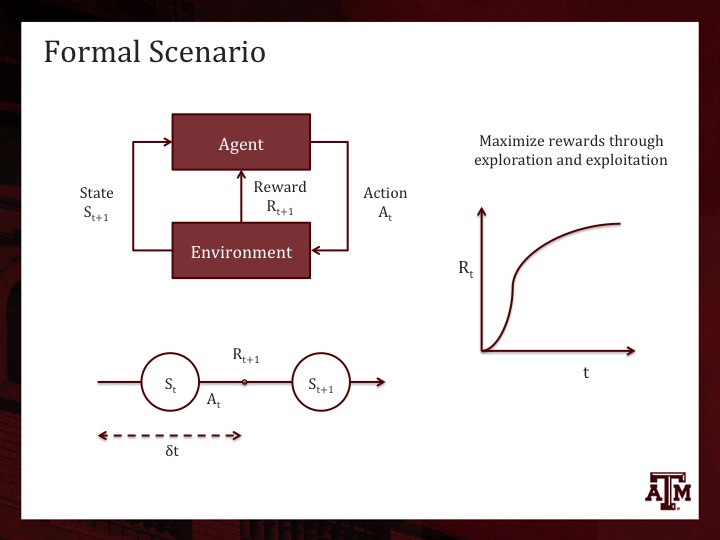 Formal Scenario
Agent
Maximize rewards through
exploration and exploitation
State
S_{t+1}
Reward
R_{t+1}
Action
A_t
Environment
R_t
t
R_{t+1}
S_t
S_{t+1}
A_t
δt
ATM